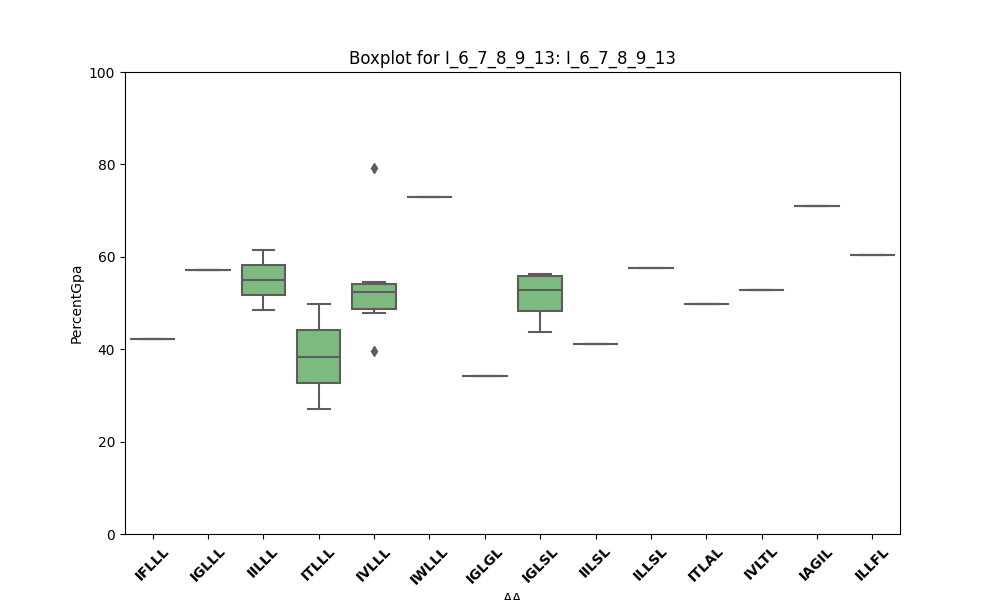 Boxplot for I_6_7_8_9_13: I_6_7_8_9_13
100
80
60
40
20
0
PercentGpa
IFLLL
IGLLL
IILLL
ITLLL
IVLLL
IWLLL
IGLGL
IGLSL
IILSL
ILLSL
ITLAL
IVLTL
IAGIL
ILLFL
AA